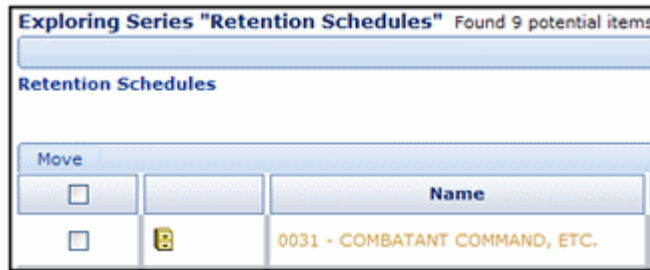 Exploring Series "Retention Schedules" Found 9 potential items
Retention Schedules
Move
Name
0031 - COMBATANT COMMAND, ETC.